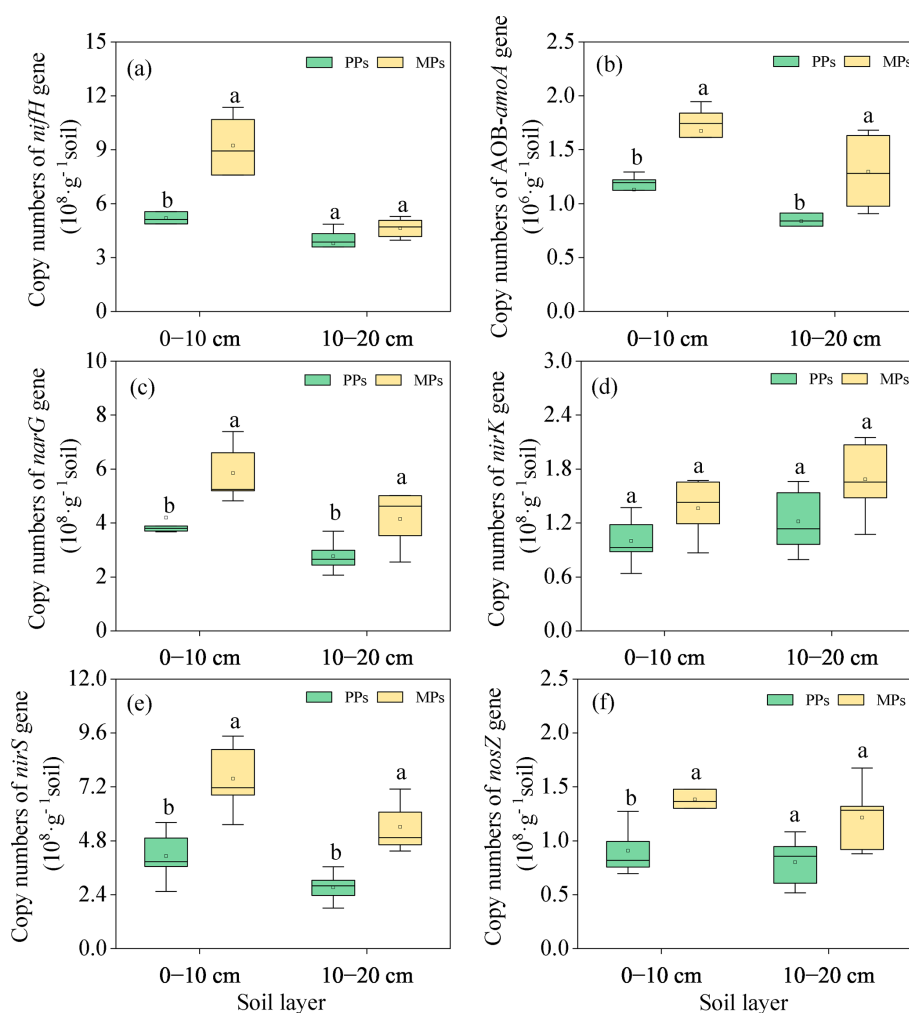 Copy numbers of nifH gene
(10⁸·g⁻¹soil)
15
12
9
6
3
0
(a)
PPs
MPs
b
a
a
a
0−10 cm
10−20 cm
Copy numbers of AOB-amoA gene
(10⁶·g⁻¹soil)
2.5
2.0
1.5
1.0
0.5
0.0
(b)
PPs
MPs
b
a
b
a
0−10 cm
10−20 cm
Copy numbers of narG gene
(10⁸·g⁻¹soil)
10
8
6
4
2
0
(c)
PPs
MPs
b
a
b
a
0−10 cm
10−20 cm
Copy numbers of nirK gene
(10⁸·g⁻¹soil)
3.0
2.4
1.8
1.2
0.6
0.0
(d)
PPs
MPs
a
a
a
a
0−10 cm
10−20 cm
Copy numbers of nirS gene
(10⁸·g⁻¹soil)
12.0
9.6
7.2
4.8
2.4
0.0
(e)
PPs
MPs
b
a
b
a
0−10 cm
10−20 cm
Soil layer
Copy numbers of nosZ gene
(10⁸·g⁻¹soil)
2.5
2.0
1.5
1.0
0.5
0.0
(f)
PPs
MPs
b
a
a
a
0−10 cm
10−20 cm
Soil layer